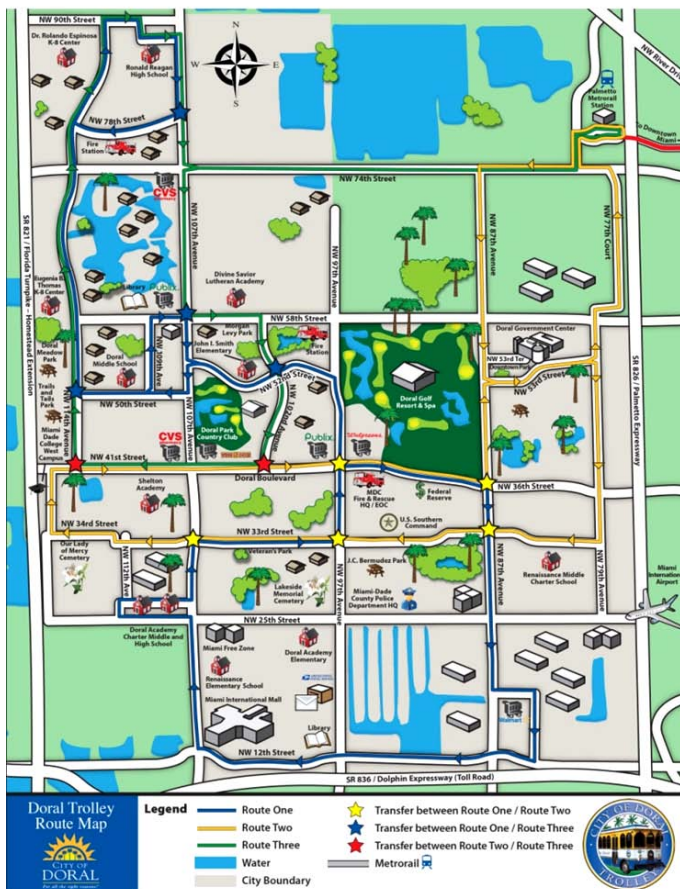 NW 90th Street
Dr. Rolando Espinosa
K-8 Center
Ronald Reagan
High School
N
W
E
S
NW River Drive
Palmetto
Metrorail
Station
To Downtown
Miami
NW 78th Street
Fire
Station
NW 74th Street
CVS
SR 821 / Florida Turnpike – Homestead Extension
NW 107th Avenue
NW 97th Avenue
NW 87th Avenue
NW 77th Court
Eugenia B.
Thomas
K-8 Center
Library
Publix
Divine Savior
Lutheran Academy
NW 58th Street
Morgan
Levy Park
John I. Smith
Elementary
Fire
Station
Doral Government Center
NW 53rd Ter
Downtown Park
NW 53rd Street
SR 826 / Palmetto Expressway
Doral
Meadow
Park
Doral
Middle School
NW 109th Ave
NW 52nd Street
Doral Golf
Resort & Spa
Trails and
Tails Park
NW 50th Street
NW 114th Avenue
NW 107th Avenue
NW 102nd Avenue
Miami
Dade
College
West
Campus
Doral Park
Country Club
CVS
Publix
Walgreens
NW 41st Street
Doral Boulevard
Shelton
Academy
MDC
Fire & Rescue
HQ / EOC
Federal
Reserve
NW 36th Street
NW 34th Street
NW 33rd Street
U.S. Southern
Command
Our Lady
of Mercy
Cemetery
NW 112th Ave
Veteran's Park
Lakeside
Memorial
Cemetery
NW 97th Avenue
J.C. Bermudez Park
Miami-Dade
County Police
Department HQ
NW 87th Avenue
Renaissance Middle
Charter School
NW 79th Avenue
Miami
International
Airport
NW 25th Street
Doral Academy
Charter Middle and
High School
Miami Free Zone
Doral Academy
Elementary
Renaissance
Elementary School
Miami International Mall
Library
Walmart
NW 12th Street
SR 836 / Dolphin Expressway (Toll Road)
Doral Trolley
Route Map
CITY OF
DORAL
Legend
Route One
Route Two
Route Three
Water
City Boundary
Transfer between Route One / Route Two
Transfer between Route One / Route Three
Transfer between Route Two / Route Three
Metrorail
CITY OF DORAL
TROLLEY